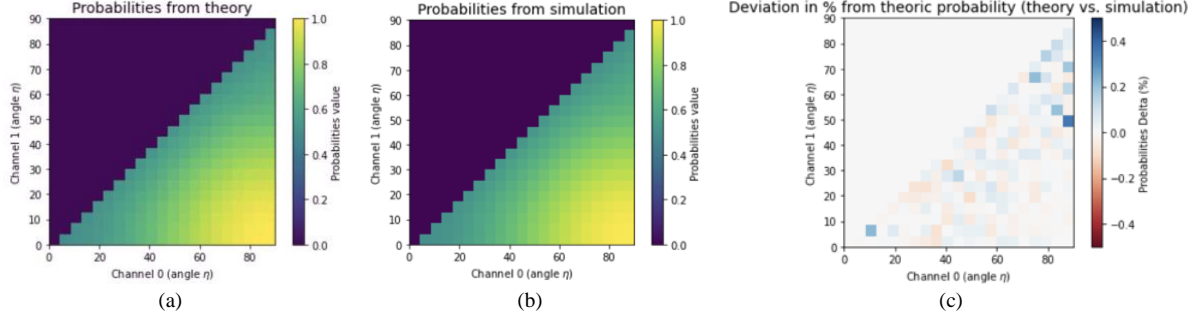 Probabilities from theory
90
80
70
60
50
40
30
20
10
0
0 20 40 60 80
Channel 1 (angle η)
Channel 0 (angle η)
1.0
0.8
0.6
0.4
0.2
0.0
Probabilities value
(a)
Probabilities from simulation
90
80
70
60
50
40
30
20
10
0
0 20 40 60 80
Channel 1 (angle η)
Channel 0 (angle η)
1.0
0.8
0.6
0.4
0.2
0.0
Probabilities value
(b)
Deviation in % from theoric probability (theory vs. simulation)
90
80
70
60
50
40
30
20
10
0
0 20 40 60 80
Channel 1 (angle η)
Channel 0 (angle η)
0.4
0.2
0.0
−0.2
−0.4
Probabilities Delta (%)
(c)